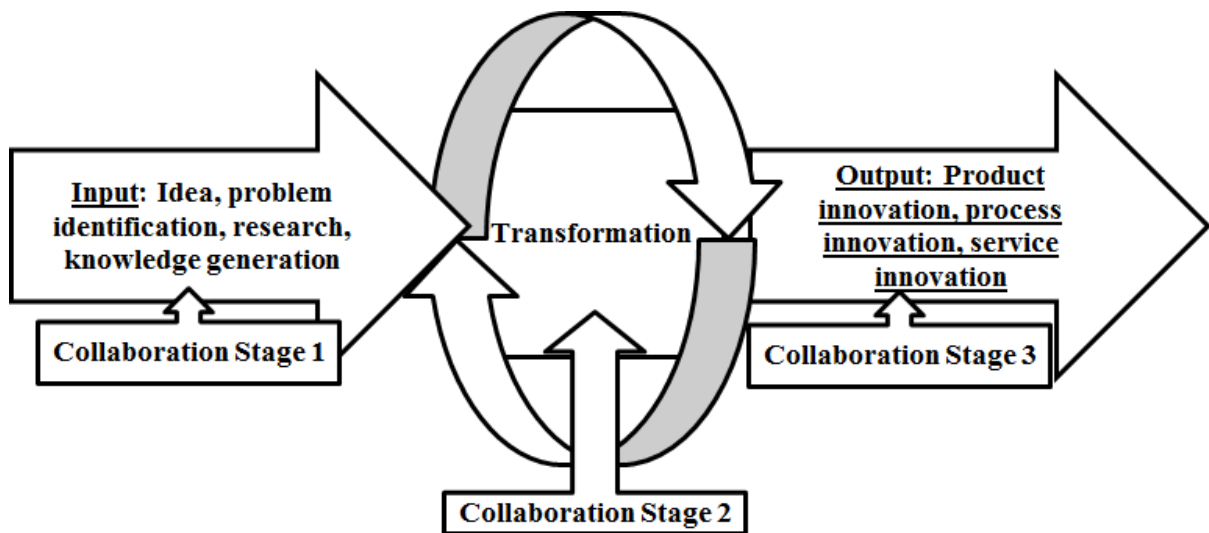 Input: Idea, problem
identification, research,
knowledge generation
Collaboration Stage 1
Transformation
Collaboration Stage 2
Output: Product
innovation, process
innovation, service
innovation
Collaboration Stage 3